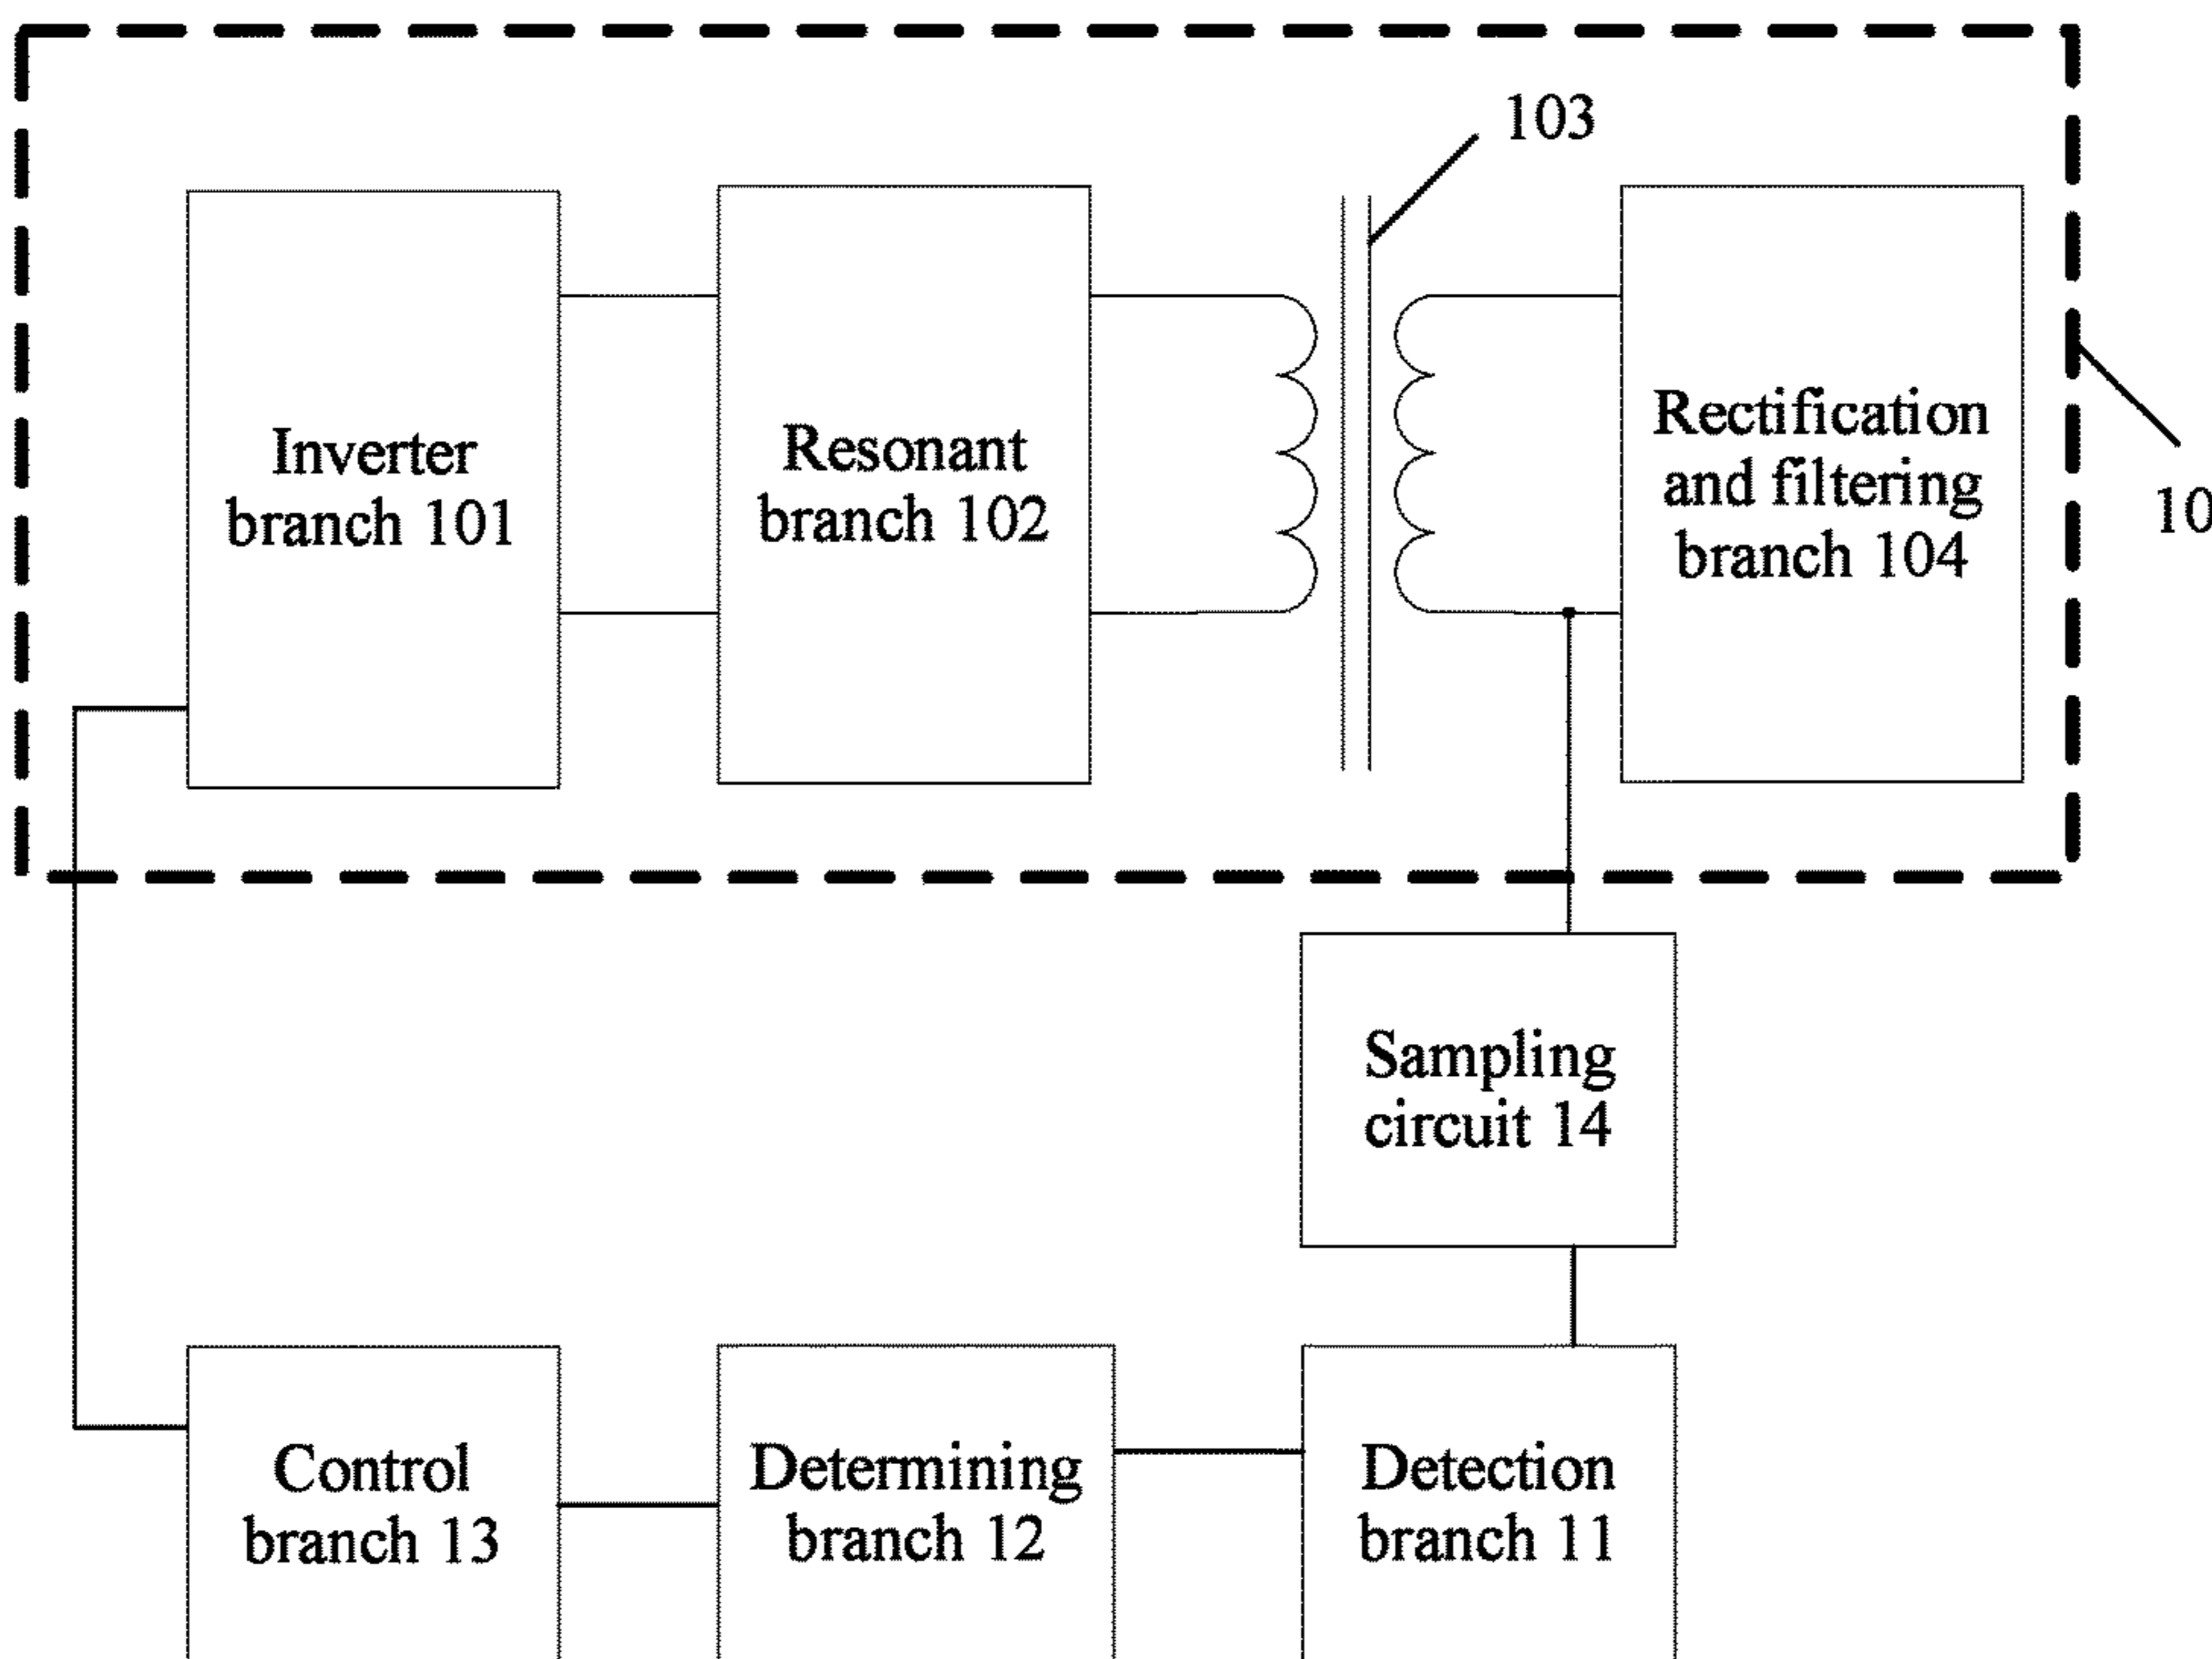 103
Inverter
branch 101
Resonant
branch 102
Rectification
and filtering
branch 104
10
Sampling
circuit 14
Control
branch 13
Determining
branch 12
Detection
branch 11